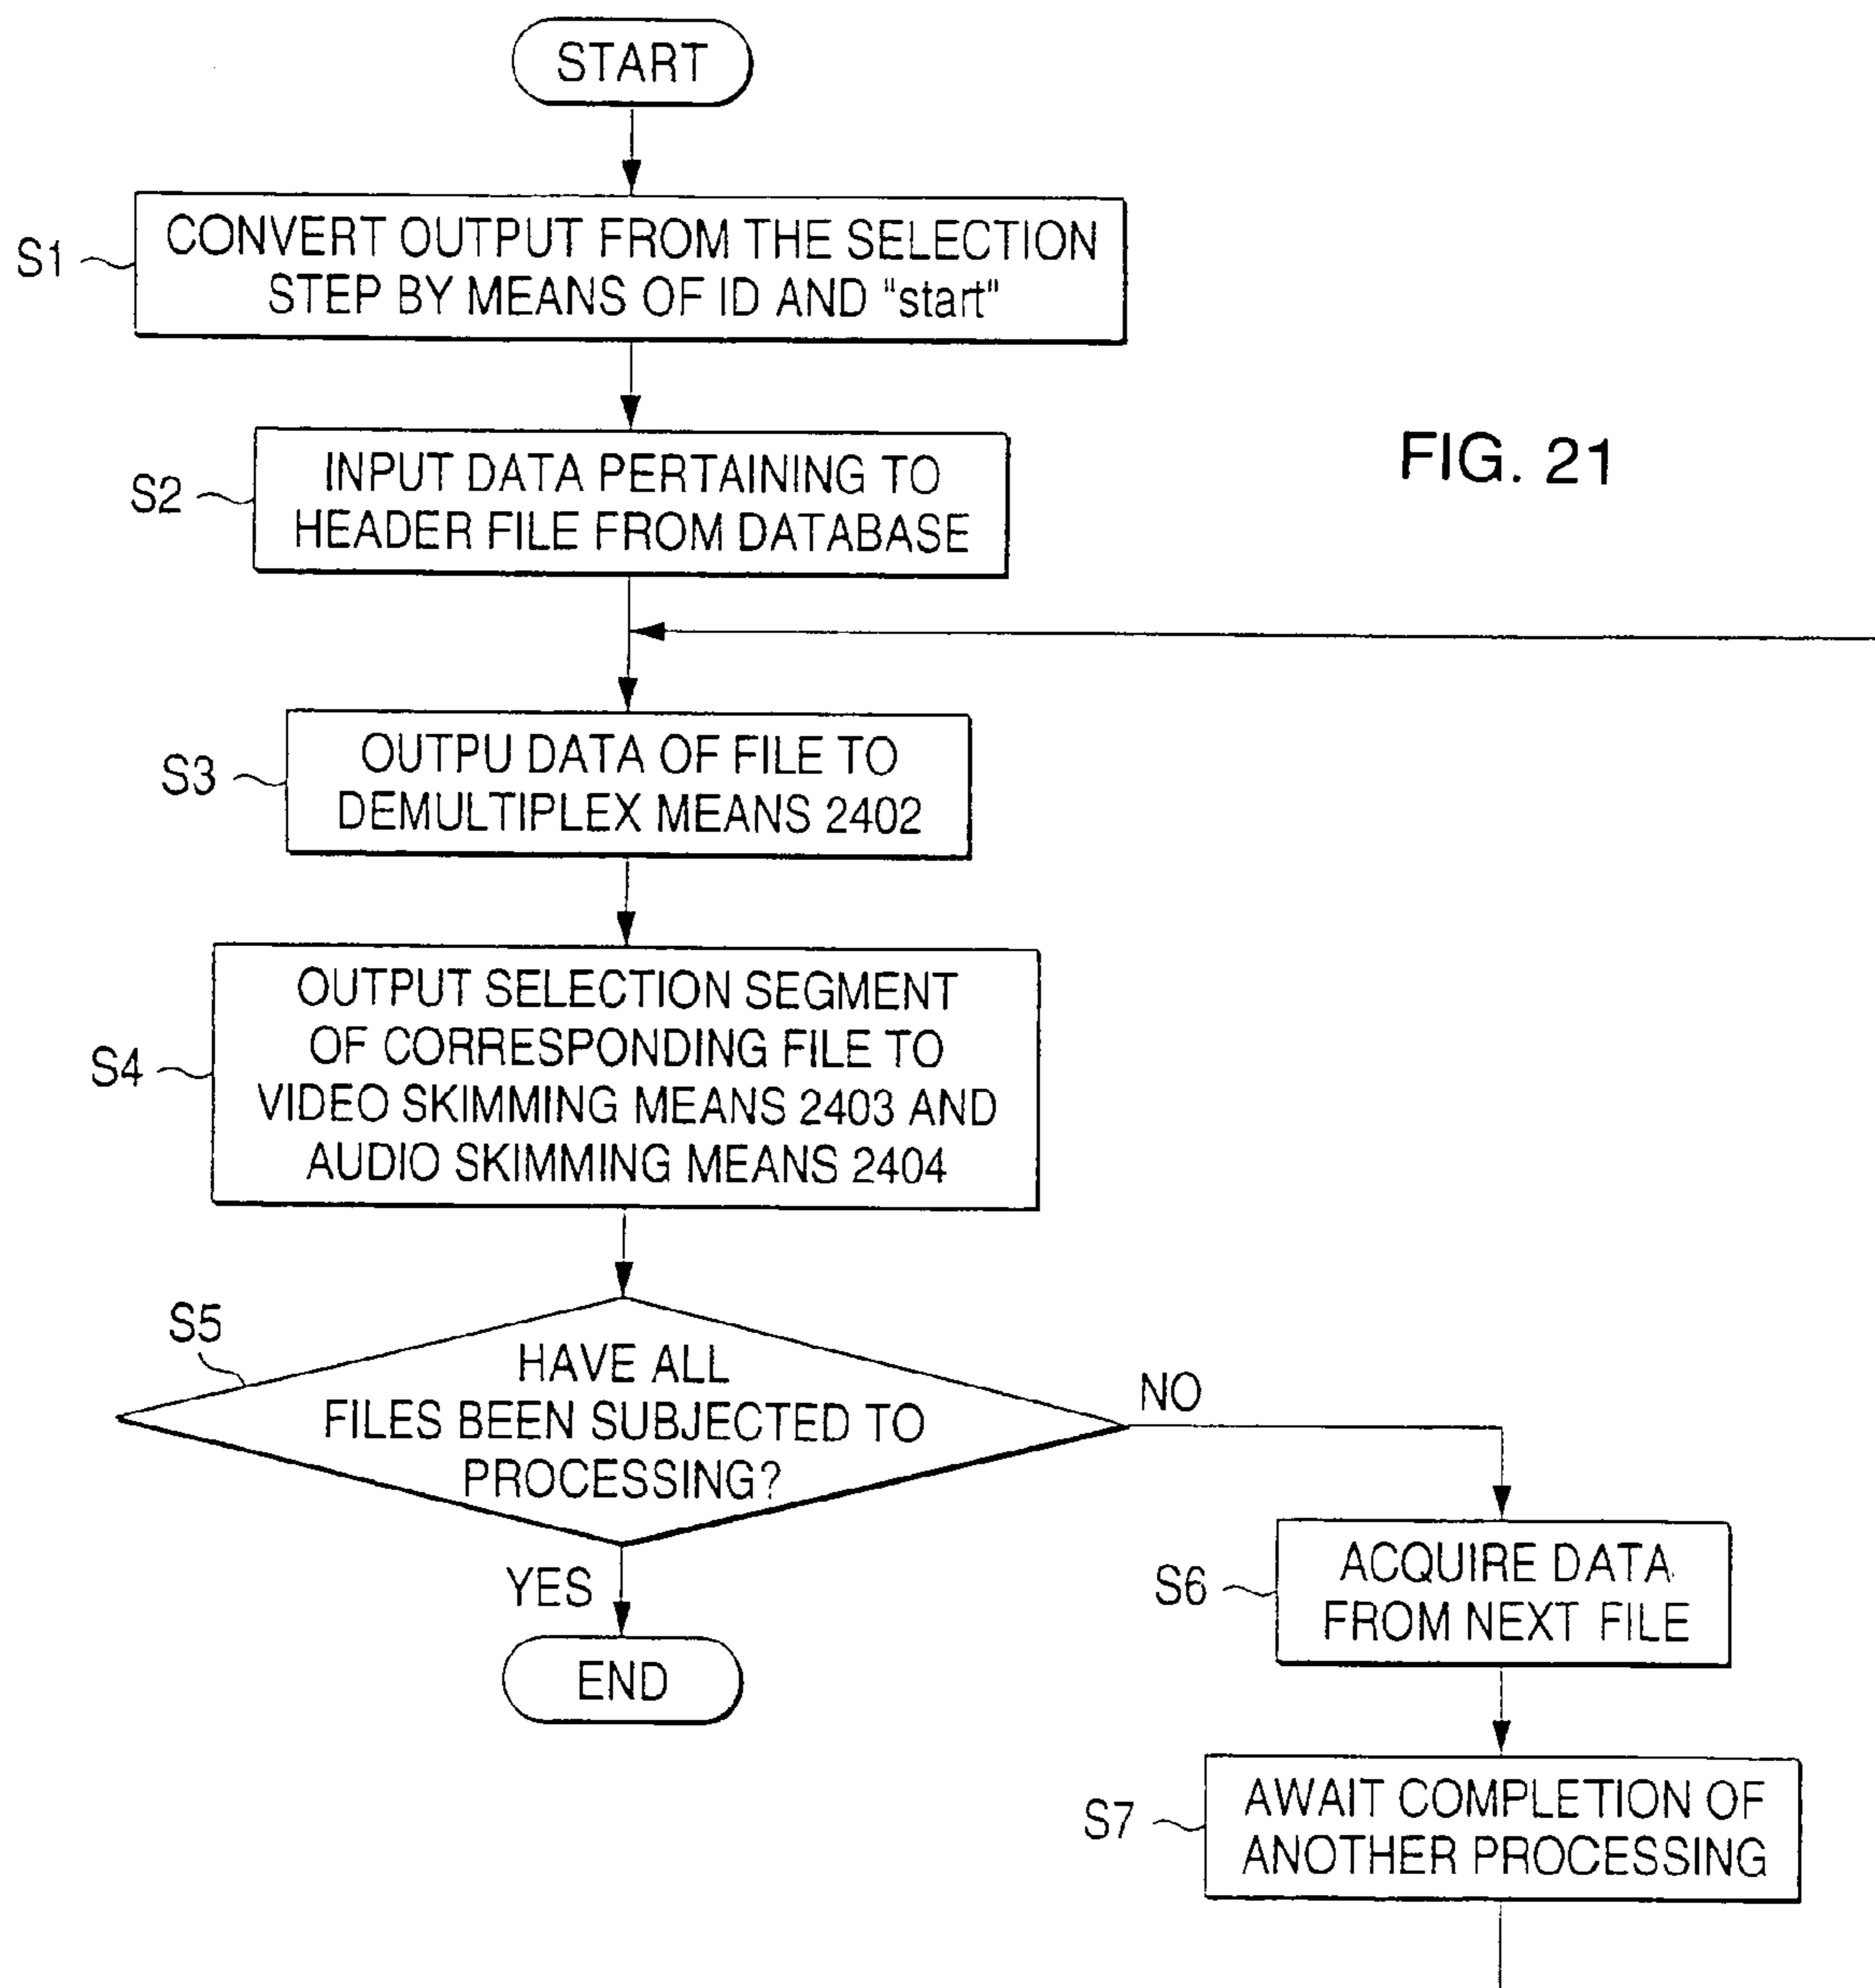 START
S1
CONVERT OUTPUT FROM THE SELECTION
STEP BY MEANS OF ID AND "start"
S2
INPUT DATA PERTAINING TO
HEADER FILE FROM DATABASE
FIG. 21
S3
OUTPU DATA OF FILE TO
DEMULTIPLEX MEANS 2402
S4
OUTPUT SELECTION SEGMENT
OF CORRESPONDING FILE TO
VIDEO SKIMMING MEANS 2403 AND
AUDIO SKIMMING MEANS 2404
S5
HAVE ALL
FILES BEEN SUBJECTED TO
PROCESSING?
NO
YES
END
S6
ACQUIRE DATA
FROM NEXT FILE
S7
AWAIT COMPLETION OF
ANOTHER PROCESSING